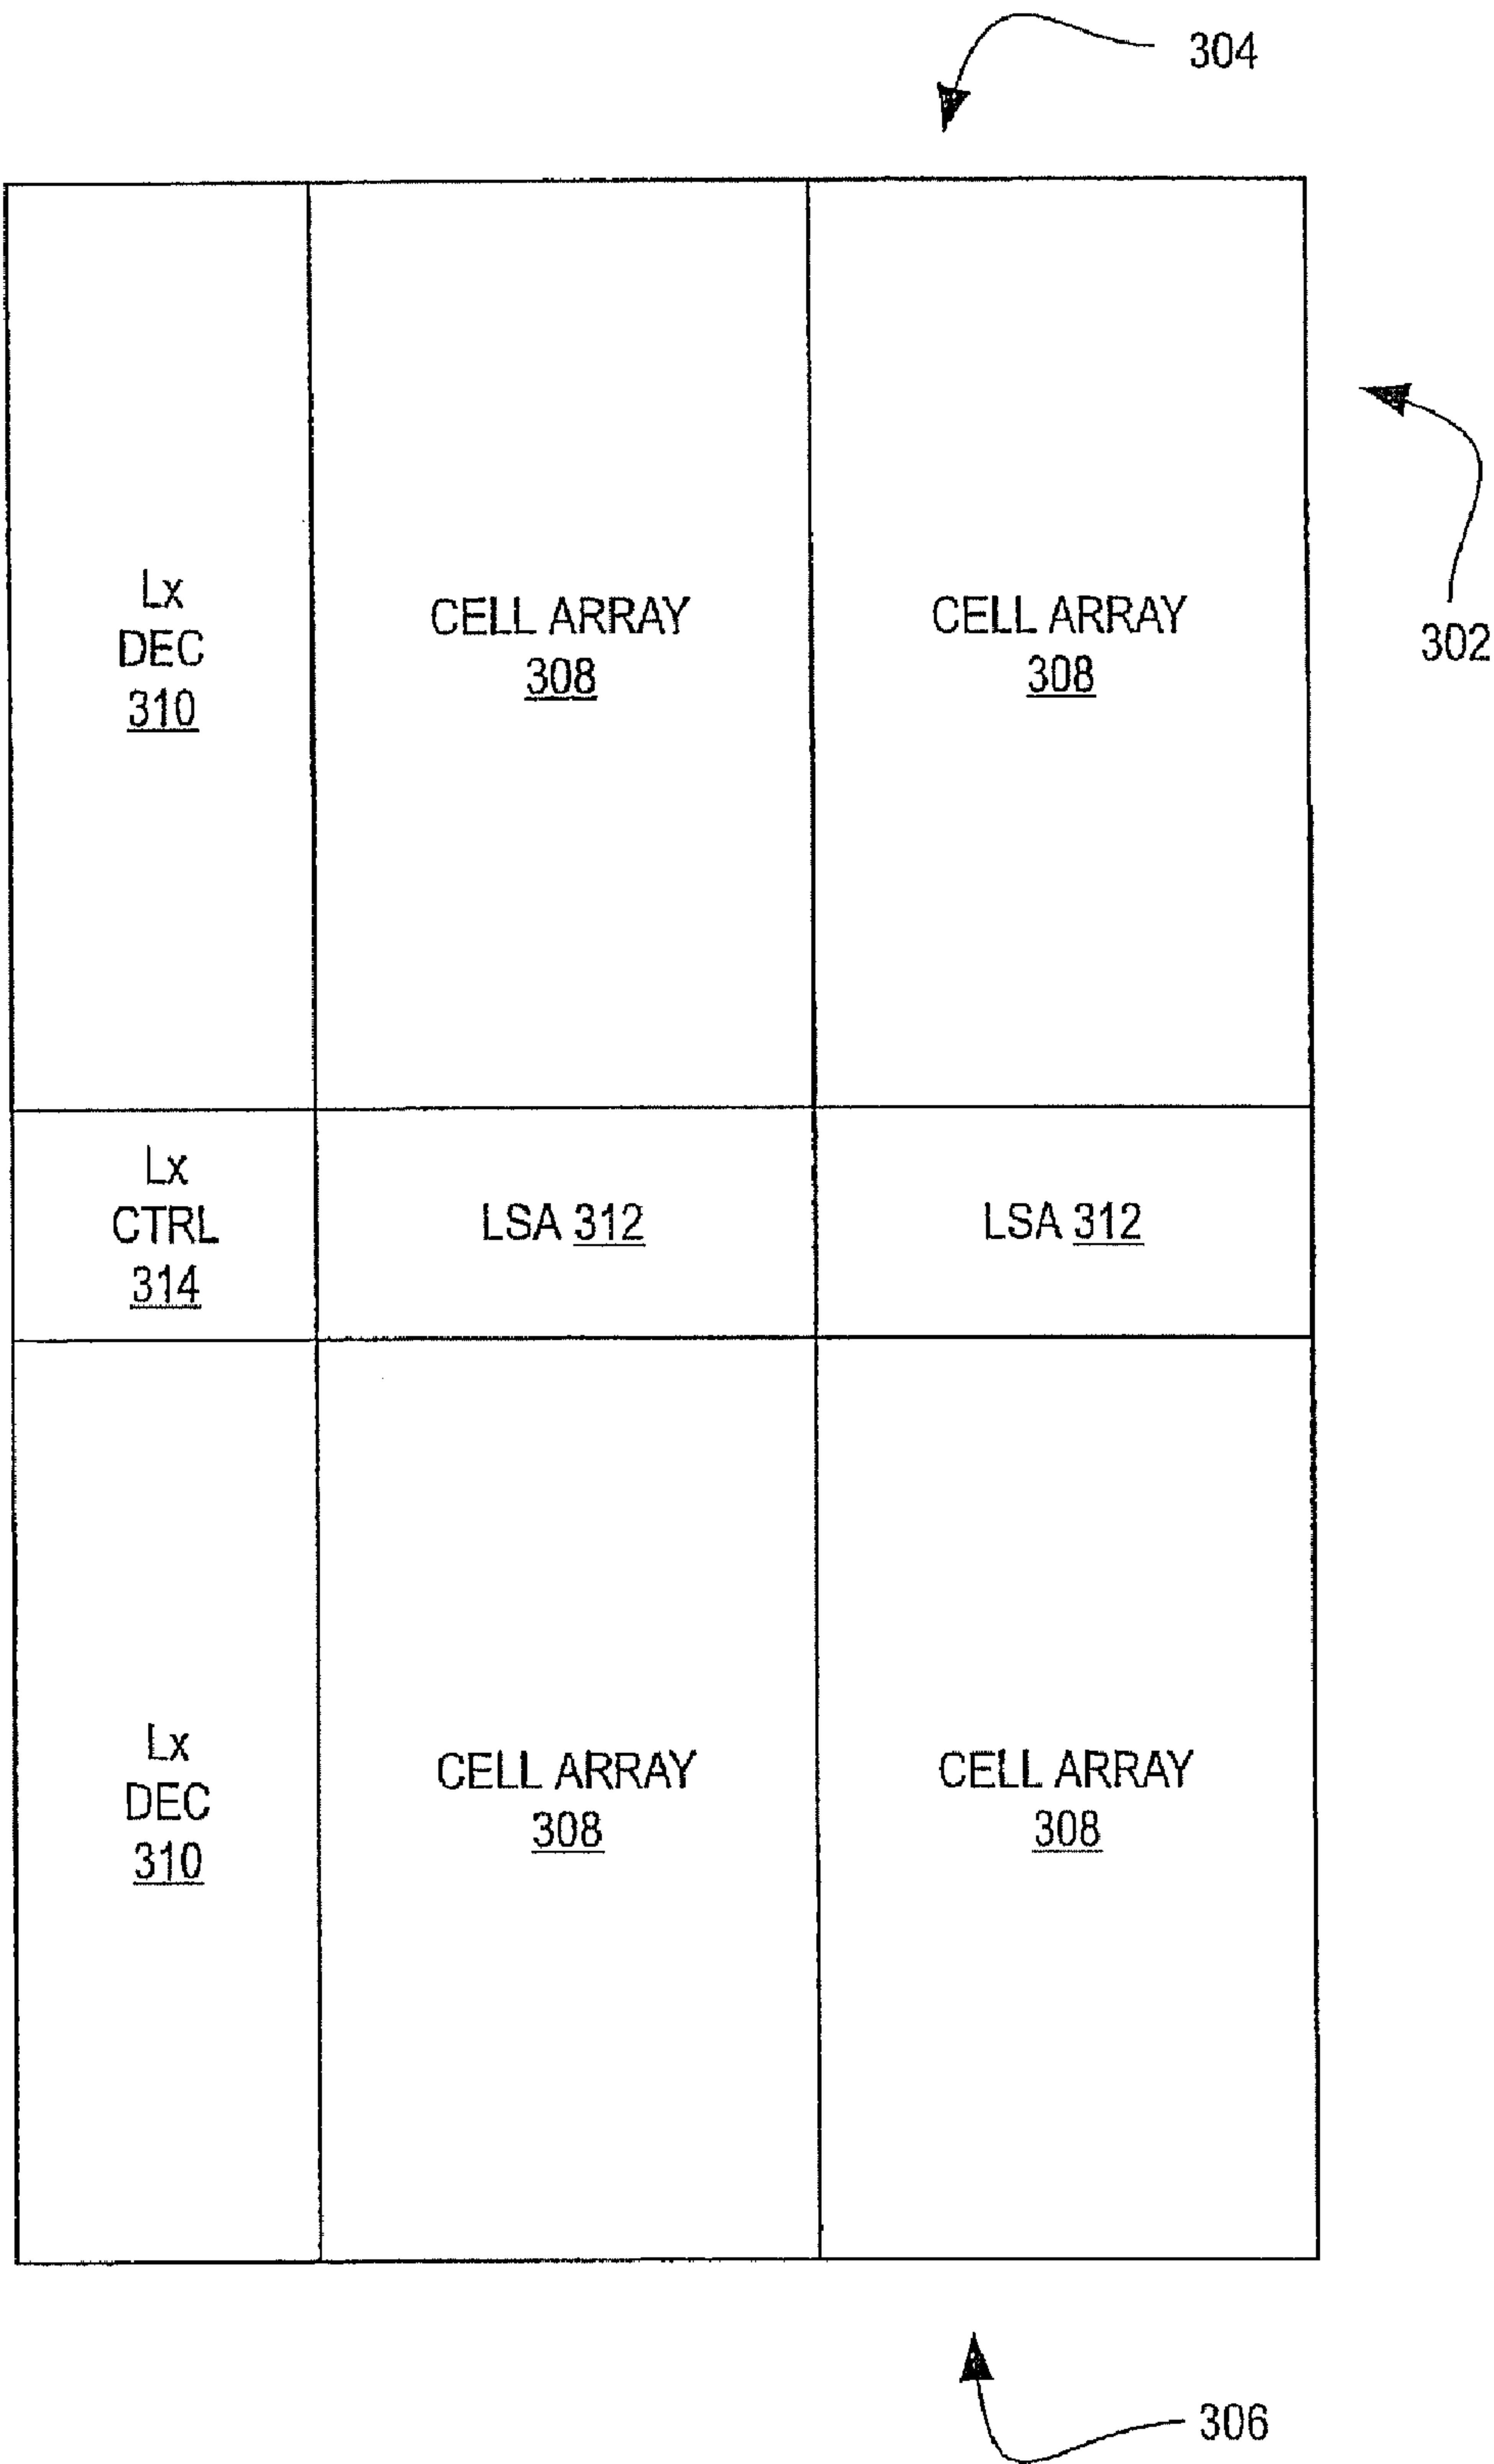 304
302
Lx
DEC
310
CELL ARRAY
308
CELL ARRAY
308
Lx
CTRL
314
LSA 312
LSA 312
Lx
DEC
310
CELL ARRAY
308
CELL ARRAY
308
306